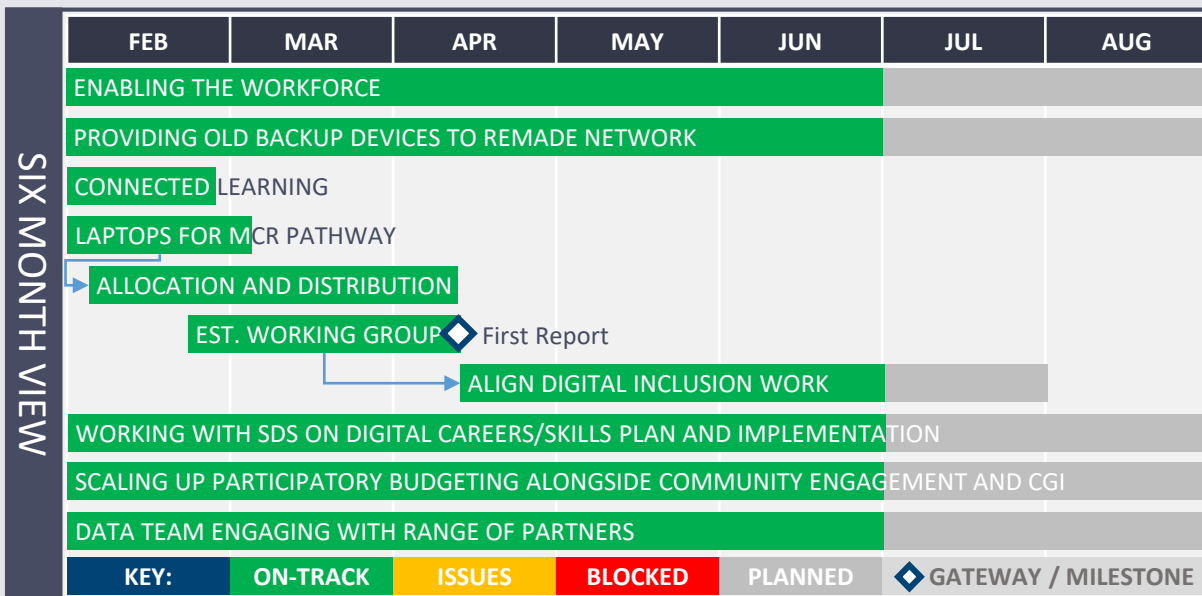 SIX MONTH VIEW
FEB MAR APR MAY JUN JUL AUG
ENABLING THE WORKFORCE
PROVIDING OLD BACKUP DEVICES TO REMADE NETWORK
CONNECTED LEARNING
LAPTOPS FOR MCR PATHWAY
ALLOCATION AND DISTRIBUTION
EST. WORKING GROUP First Report
ALIGN DIGITAL INCLUSION WORK
WORKING WITH SDS ON DIGITAL CAREERS/SKILLS PLAN AND IMPLEMENTATION
SCALING UP PARTICIPATORY BUDGETING ALONGSIDE COMMUNITY ENGAGEMENT AND CGI
DATA TEAM ENGAGING WITH RANGE OF PARTNERS
KEY: ON-TRACK ISSUES BLOCKED PLANNED GATEWAY / MILESTONE